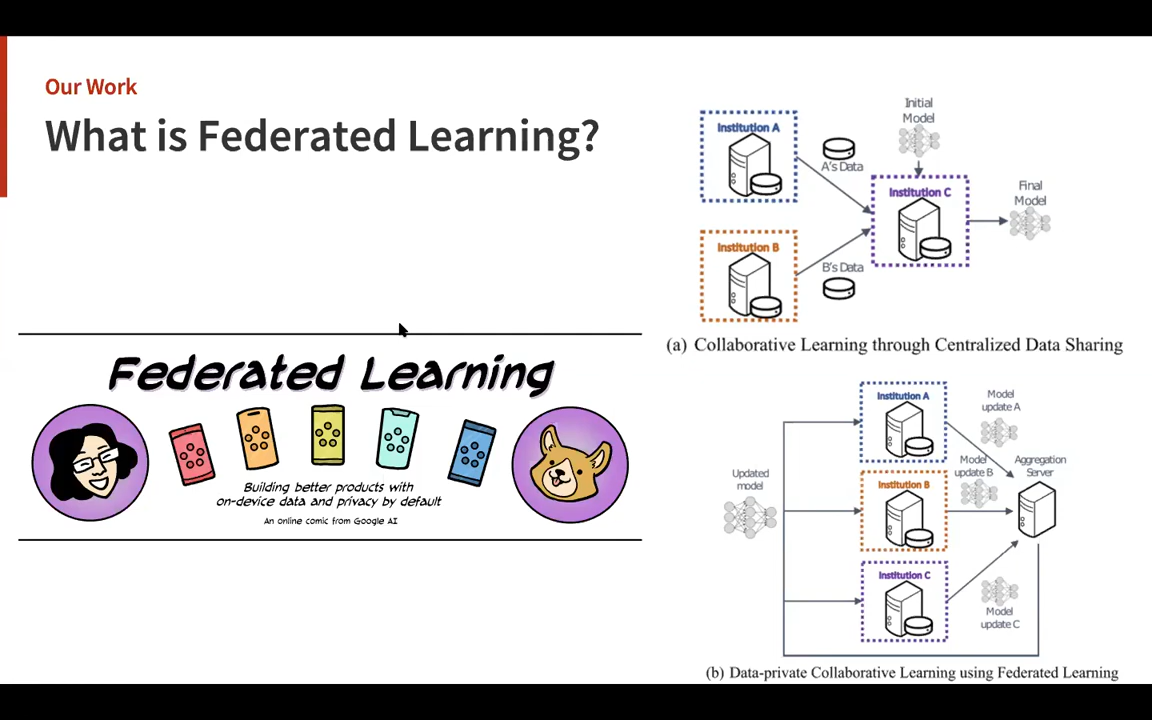 Our Work
What is Federated Learning?
Federated Learning
Building better products with
on-device data and privacy by default
An online comic from Google AI
Initial
Model
Institution A
A's Data
Institution C
Final
Model
Institution B
B's Data
(a) Collaborative Learning through Centralized Data Sharing
Institution A
Model
update A
Updated
model
Institution B
Model
update B
Aggregation
Server
Institution C
Model
update C
(b) Data-private Collaborative Learning using Federated Learning